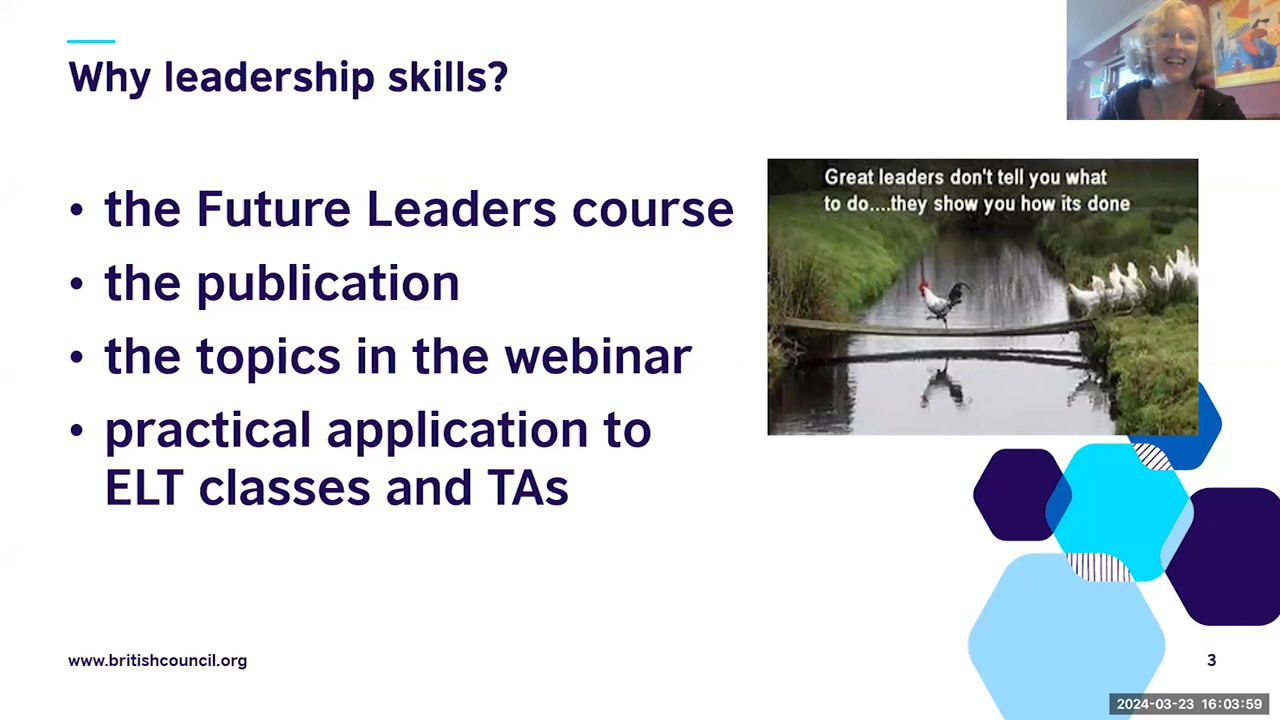 Why leadership skills?
• the Future Leaders course
• the publication
• the topics in the webinar
• practical application to
ELT classes and TAs
Great leaders don't tell you what
to do....they show you how its done
www.britishcouncil.org
3
2024-03-23 16:03:59